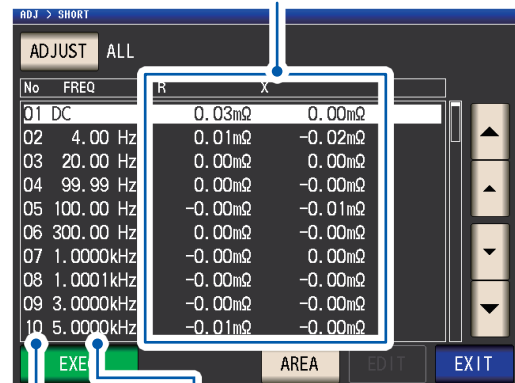 ADJ > SHORT
ADJUST ALL
No FREQ R X
01 DC 0.03mΩ 0.00mΩ
02 4.00 Hz 0.01mΩ -0.02mΩ
03 20.00 Hz 0.00mΩ 0.00mΩ
04 99.99 Hz 0.00mΩ -0.00mΩ
05 100.00 Hz -0.00mΩ -0.01mΩ
06 300.00 Hz -0.00mΩ -0.00mΩ
07 1.0000kHz -0.00mΩ 0.00mΩ
08 1.0001kHz -0.00mΩ -0.00mΩ
09 3.0000kHz -0.00mΩ -0.00mΩ
10 5.0000kHz -0.01mΩ -0.00mΩ
AREA EDIT EXIT